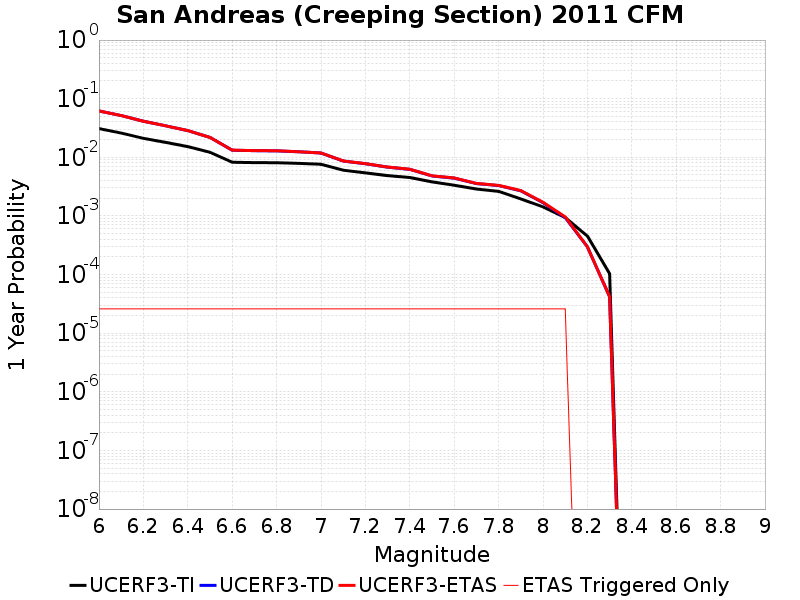 San Andreas (Creeping Section) 2011 CFM
1 Year Probability
10^0
10^-1
10^-2
10^-3
10^-4
10^-5
10^-6
10^-7
10^-8
6 6.2 6.4 6.6 6.8 7 7.2 7.4 7.6 7.8 8 8.2 8.4 8.6 8.8 9
Magnitude
UCERF3-TI UCERF3-TD UCERF3-ETAS ETAS Triggered Only